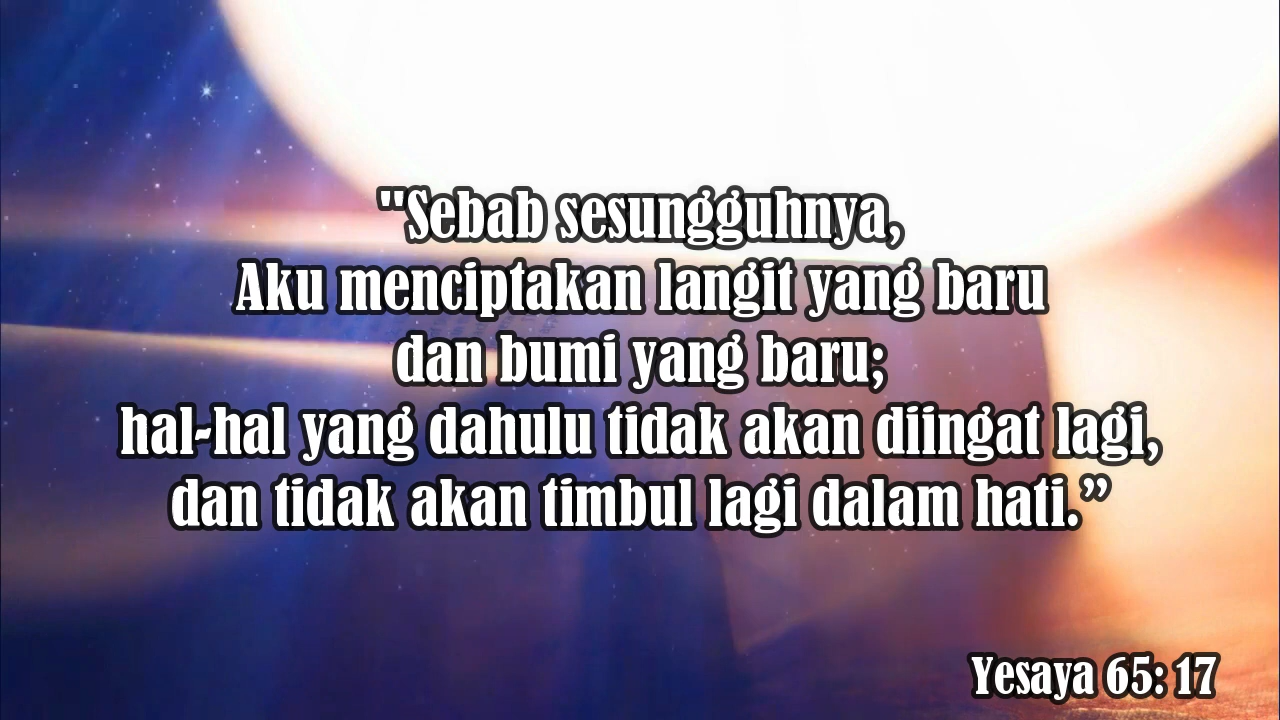 "Sebab sesungguhnya,
Aku menciptakan langit yang baru
dan bumi yang baru;
hal-hal yang dahulu tidak akan diingat lagi,
dan tidak akan timbul lagi dalam hati.”
Yesaya 65: 17